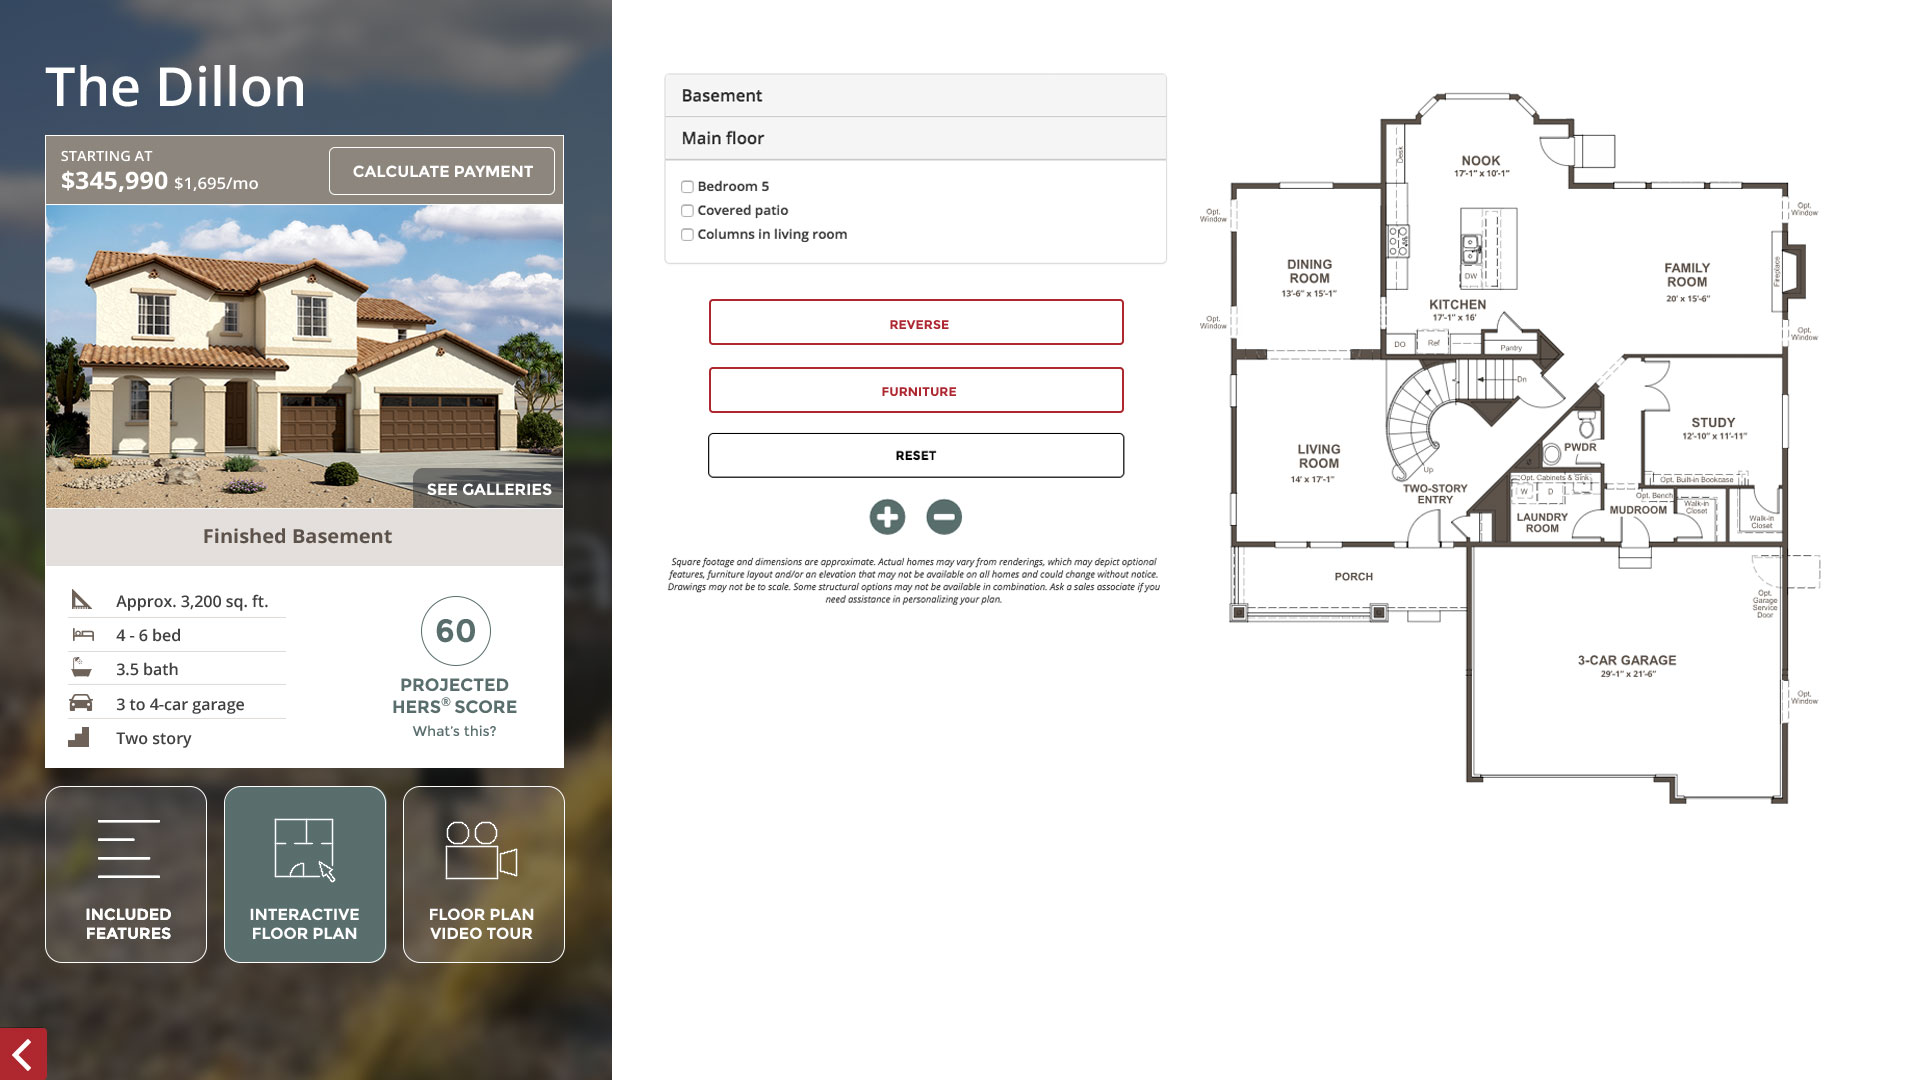 The Dillon
STARTING AT
$345,990 $1,695/mo
CALCULATE PAYMENT
SEE GALLERIES
Finished Basement
Approx. 3,200 sq. ft.
4 - 6 bed
3.5 bath
3 to 4-car garage
Two story
60
PROJECTED
HERS® SCORE
What's this?
INCLUDED
FEATURES
INTERACTIVE
FLOOR PLAN
FLOOR PLAN
VIDEO TOUR
Basement
Main floor
Bedroom 5
Covered patio
Columns in living room
REVERSE
FURNITURE
RESET
Square footage and dimensions are approximate. Actual homes may vary from renderings, which may depict optional
features, furniture layout and/or an elevation that may not be available on all homes and could change without notice.
Drawings may not be to scale. Some structural options may not be available in combination. Ask a sales associate if you
need assistance in personalizing your plan.
Desk
NOOK
17'-1" x 10'-1"
Opt.
Window
Opt.
Window
DINING
ROOM
13'-6" x 15'-1"
DW
FAMILY
ROOM
20' x 15'-6"
Fireplace
KITCHEN
17'-1" x 16'
Opt.
Window
Opt.
Window
DO
Ref
Pantry
Dn
STUDY
12'-10" x 11'-11"
PWDR
LIVING
ROOM
14' x 17'-1"
Up
TWO-STORY
ENTRY
Opt. Cabinets & Sink
W
D
Opt. Built-in Bookcase
Opt. Bench
Walk-in
Closet
MUDROOM
LAUNDRY
ROOM
Walk-in
Closet
PORCH
Opt.
Garage
Service
Door
3-CAR GARAGE
29'-1" x 21'-6"
Opt.
Window